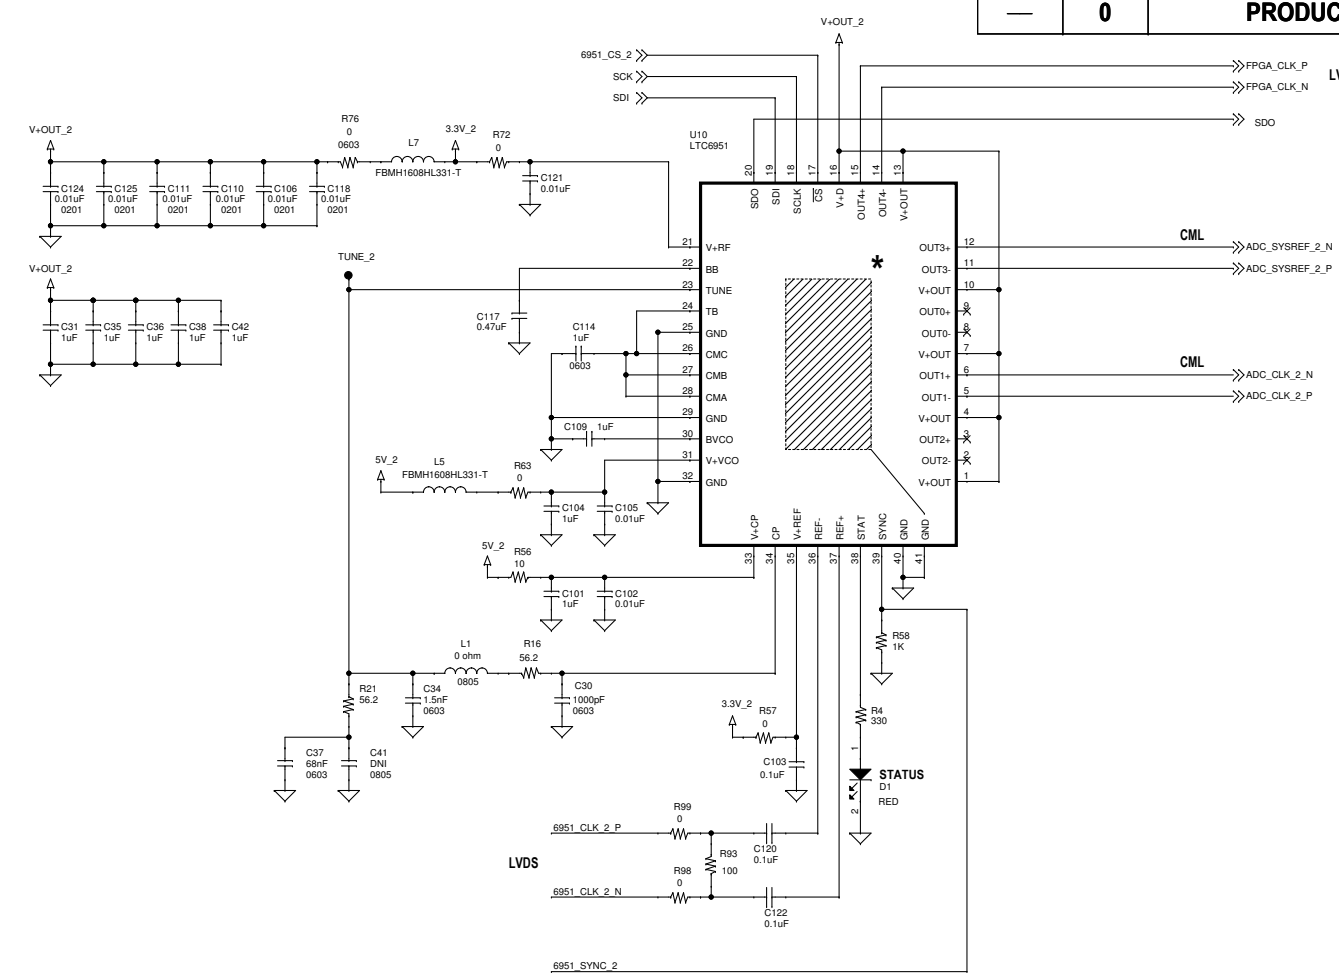 — 0 PRODUC
V+OUT_2
6951_CS_2
SCK
SDI
FPGA_CLK_P
LV
FPGA_CLK_N
SDO
V+OUT_2
R76
0
0603
L7
FBMH1608HL331-T
3.3V_2
R72
0
C121
0.01uF
U10
LTC6951
C124
0.01uF
0201
C125
0.01uF
0201
C111
0.01uF
0201
C110
0.01uF
0201
C106
0.01uF
0201
C118
0.01uF
0201
20 19 18 17 16 15 14 13
SDO SDI SCLK CS V+D OUT4+ OUT4- V+OUT
21 V+RF
22 BB
23 TUNE
24 TB
25 GND
26 CMC
27 CMB
28 CMA
29 GND
30 BVCO
31 V+VCO
32 GND
*
OUT3+ 12
OUT3- 11
V+OUT 10
OUT0+ 9
OUT0- 8
V+OUT 7
OUT1+ 6
OUT1- 5
V+OUT 4
OUT2+ 3
OUT2- 2
V+OUT 1
CML
ADC_SYSREF_2_N
ADC_SYSREF_2_P
CML
ADC_CLK_2_N
ADC_CLK_2_P
TUNE_2
V+OUT_2
C31
1uF
C35
1uF
C36
1uF
C38
1uF
C42
1uF
C117
0.47uF
C114
1uF
0603
C109 1uF
5V_2
L5
FBMH1608HL331-T
R63
0
C104
1uF
C105
0.01uF
V+CP CP V+REF REF- REF+ STAT SYNC GND GND
33 34 35 36 37 38 39 40 41
5V_2
R56
10
C101
1uF
C102
0.01uF
L1
0 ohm
0805
R16
56.2
R58
1K
R21
56.2
C34
1.5nF
0603
C30
1000pF
0603
3.3V_2
R57
0
R4
330
C37
68nF
0603
C41
DNI
0805
C103
0.1uF
1
STATUS
D1
RED
2
R99
0
6951_CLK_2_P
C120
0.1uF
LVDS
R93
100
R98
0
6951_CLK_2_N
C122
0.1uF
6951_SYNC_2